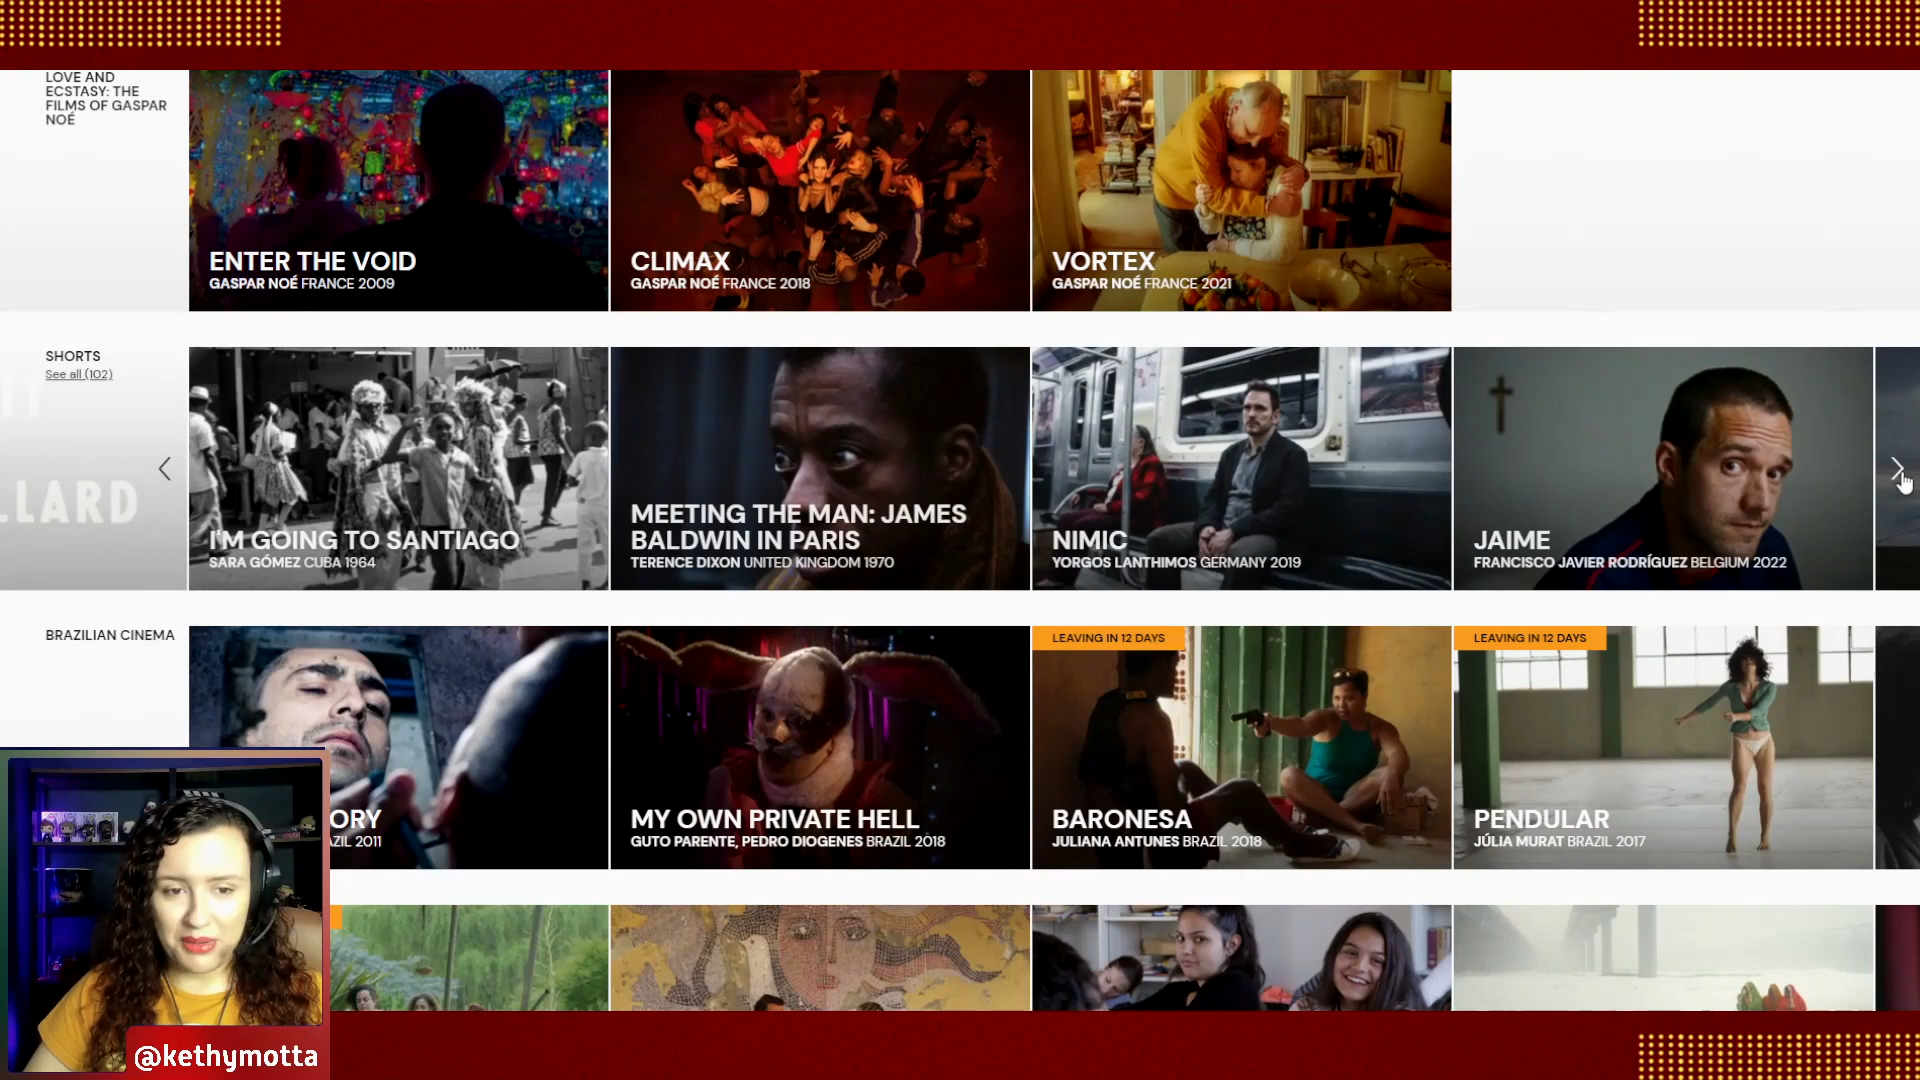 LOVE AND
ECSTASY: THE
FILMS OF GASPAR
NOÉ
ENTER THE VOID
GASPAR NOÉ FRANCE 2009
CLIMAX
GASPAR NOÉ FRANCE 2018
VORTEX
GASPAR NOÉ FRANCE 2021
SHORTS
See all (102)
LLARD
I'M GOING TO SANTIAGO
SARA GÓMEZ CUBA 1964
MEETING THE MAN: JAMES
BALDWIN IN PARIS
TERENCE DIXON UNITED KINGDOM 1970
NIMIC
YORGOS LANTHIMOS GERMANY 2019
JAIME
FRANCISCO JAVIER RODRÍGUEZ BELGIUM 2022
BRAZILIAN CINEMA
ORY
AZIL 2011
MY OWN PRIVATE HELL
GUTO PARENTE, PEDRO DIOGENES BRAZIL 2018
LEAVING IN 12 DAYS
BARONESA
JULIANA ANTUNES BRAZIL 2018
LEAVING IN 12 DAYS
PENDULAR
JÚLIA MURAT BRAZIL 2017
@kethymotta